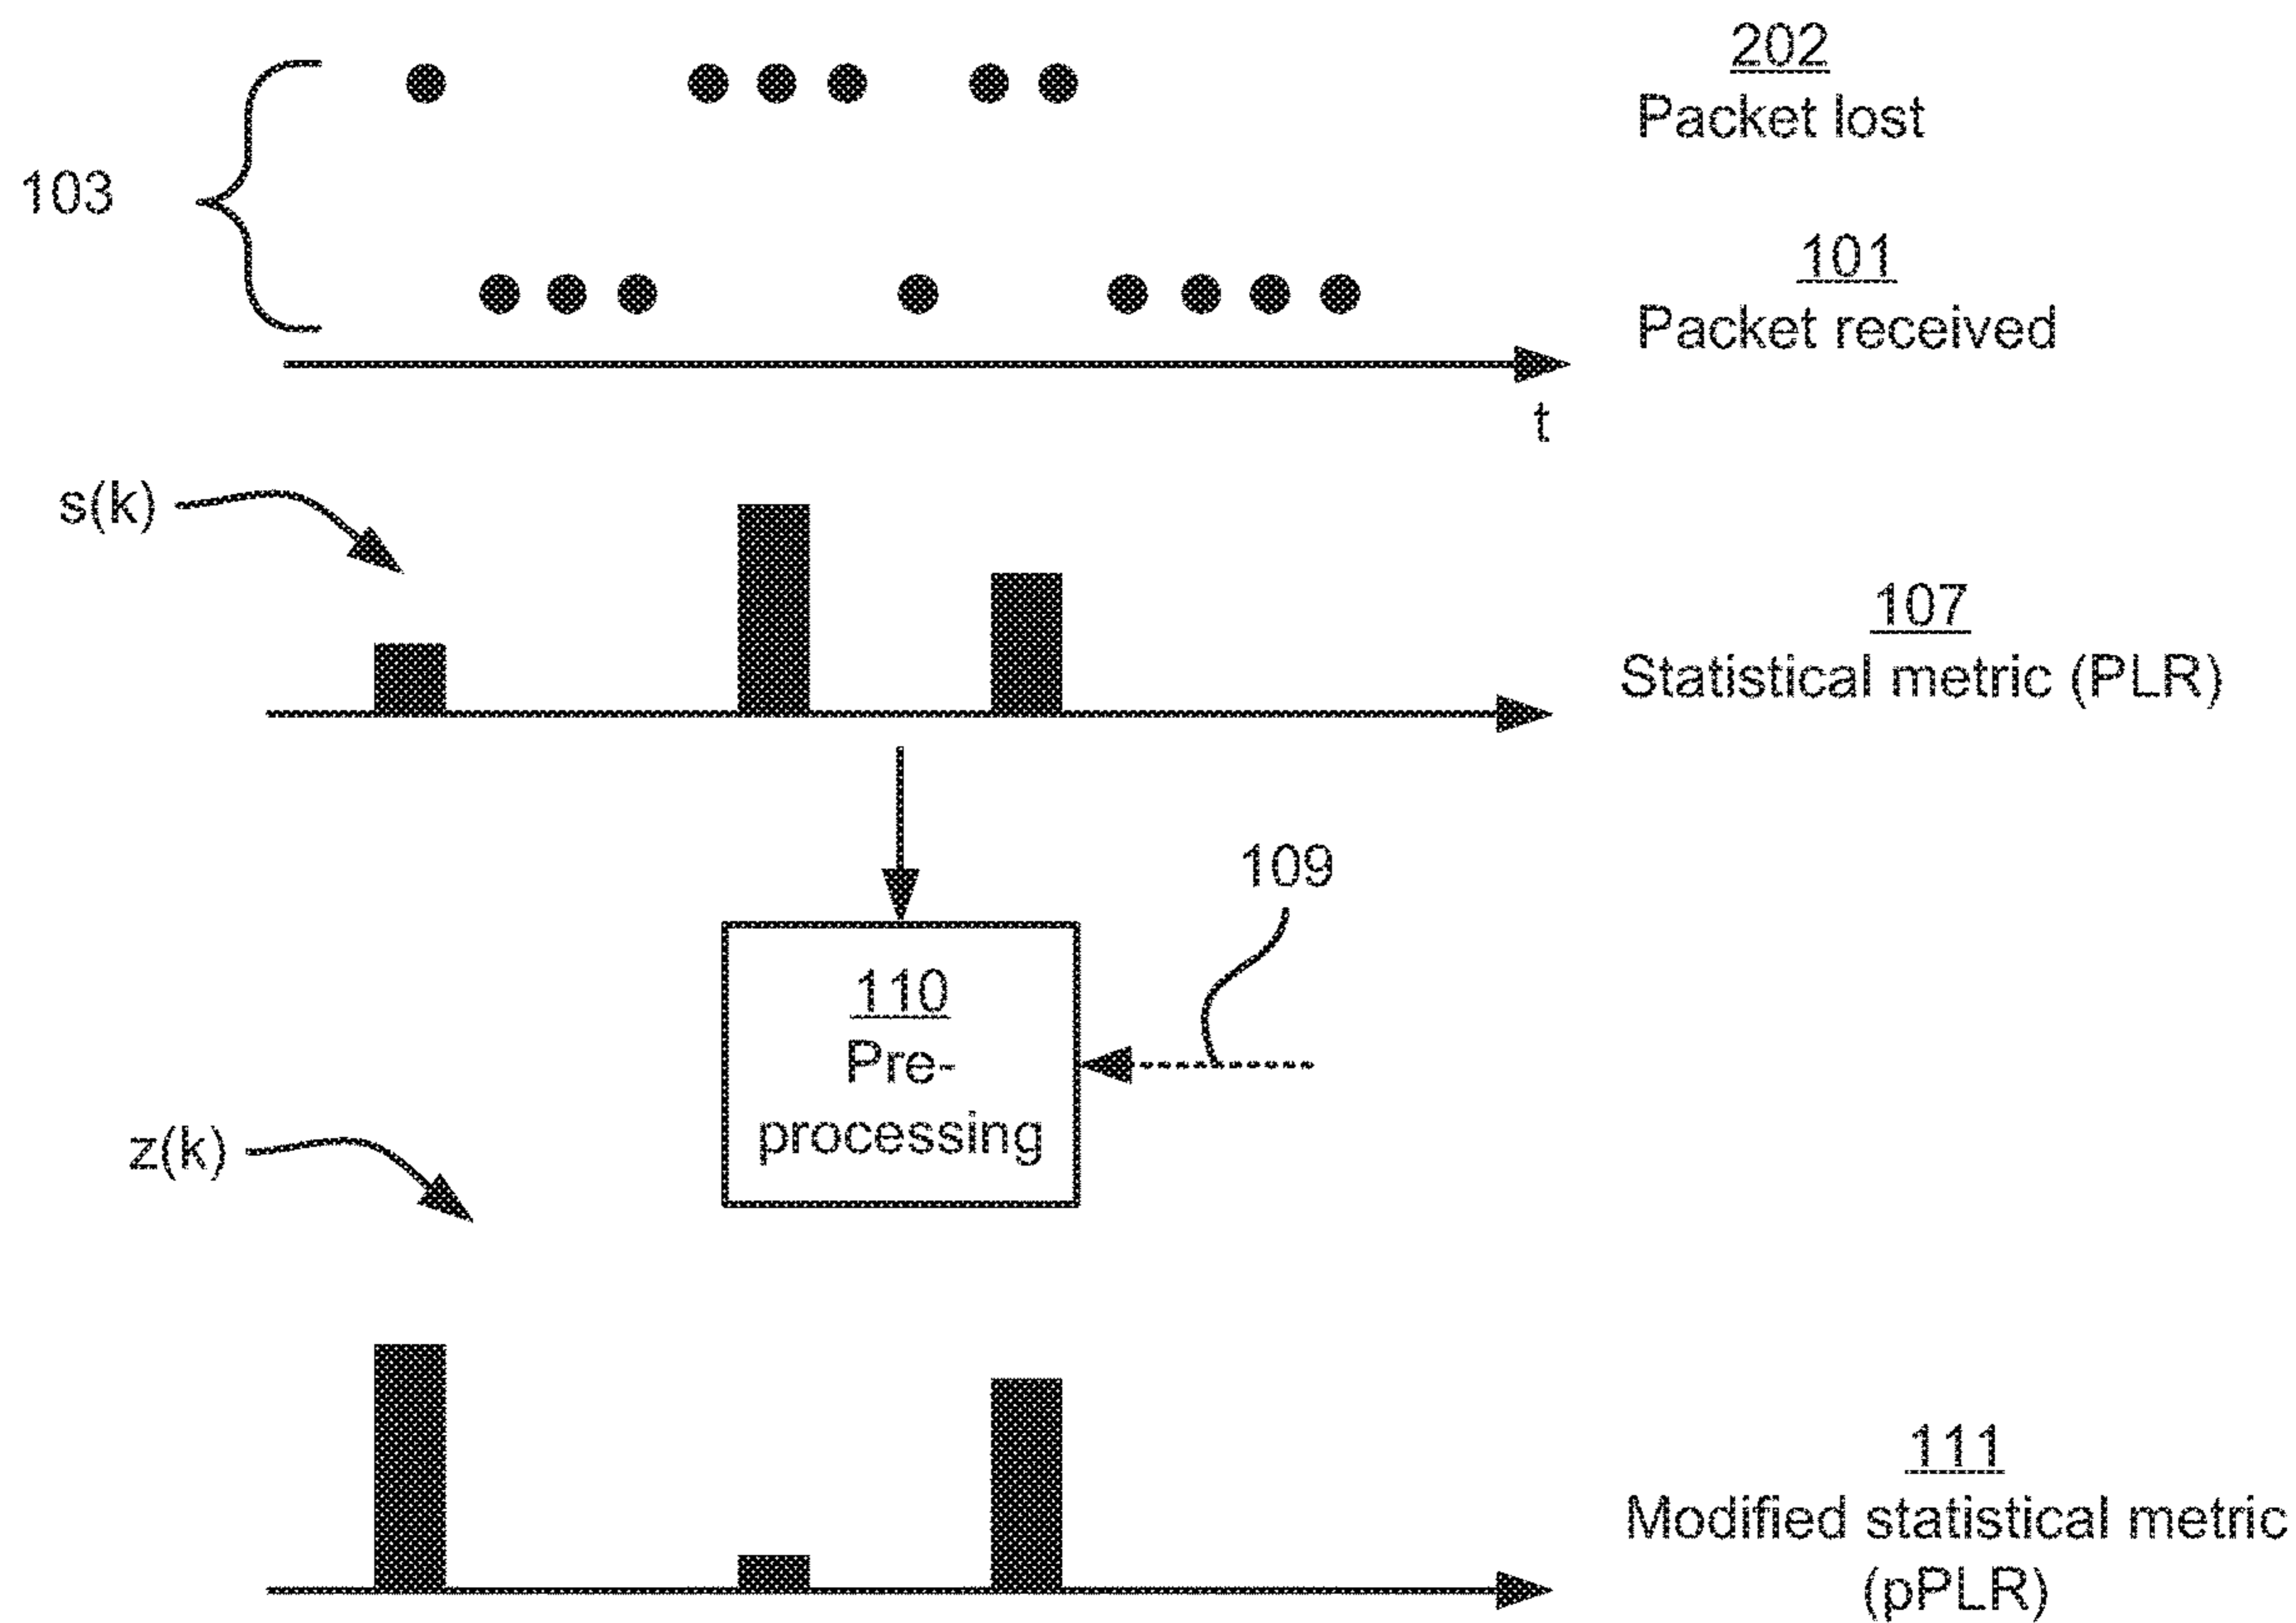 202
Packet lost
103
101
Packet received
t
s(k)
107
Statistical metric (PLR)
109
110
Pre-
processing
z(k)
111
Modified statistical metric
(pPLR)